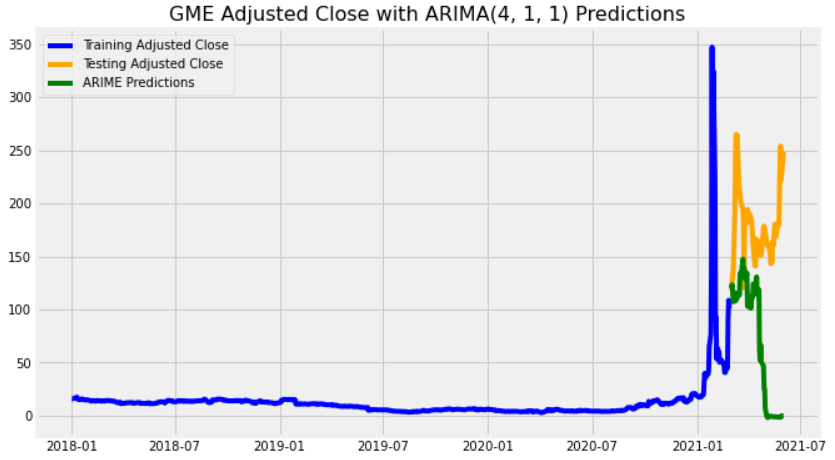 GME Adjusted Close with ARIMA(4, 1, 1) Predictions
Training Adjusted Close
Testing Adjusted Close
ARIME Predictions
350
300
250
200
150
100
50
0
2018-01 2018-07 2019-01 2019-07 2020-01 2020-07 2021-01 2021-07